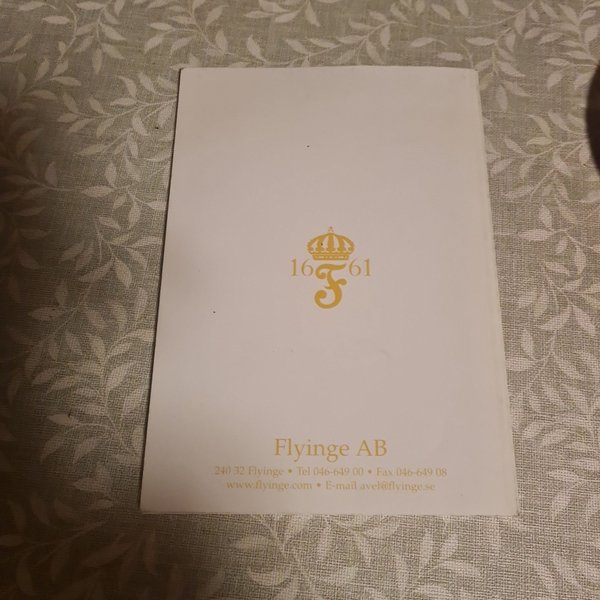 16 F 61
Flyinge AB
240 32 Flyinge • Tel 046-649 00 • Fax 046-649 08
www.flyinge.com • E-mail avel@flyinge.se